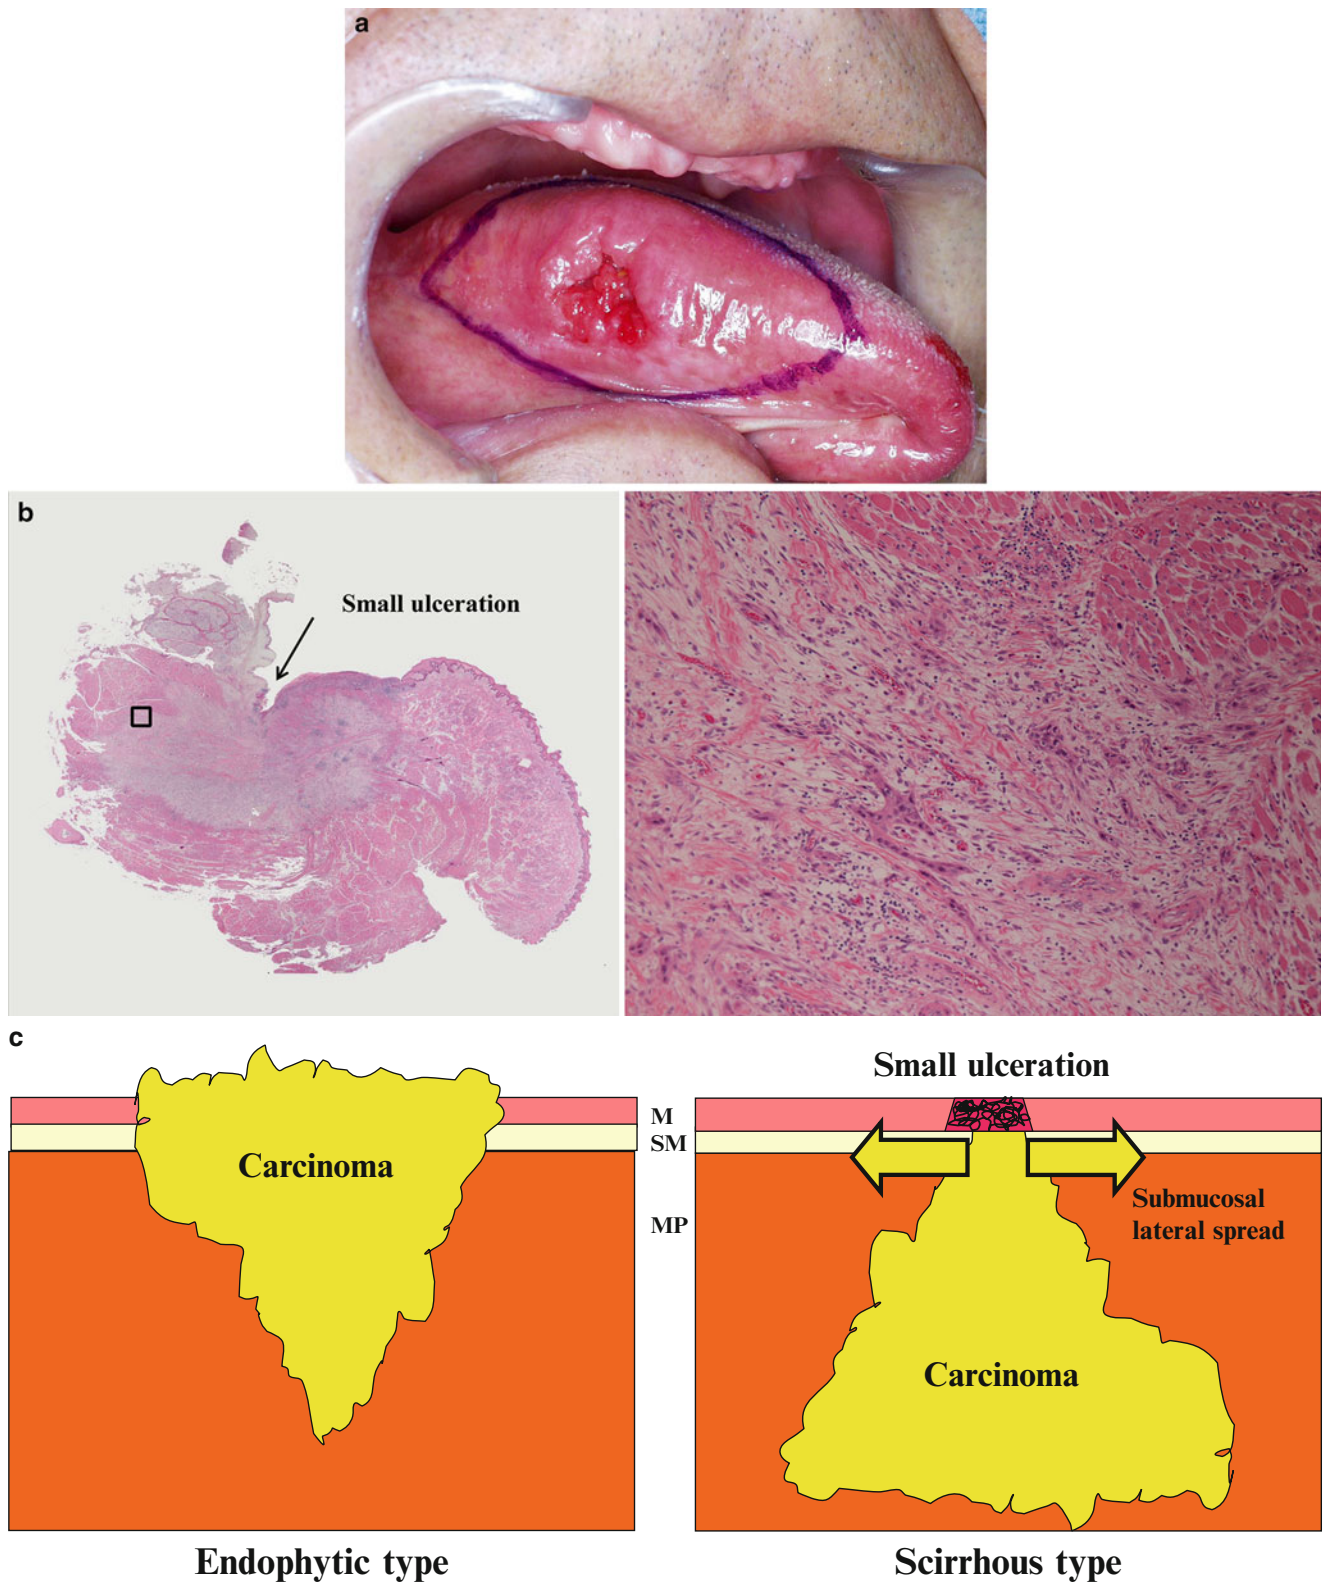 a
b
Small ulceration
c
Small ulceration
M
SM
Carcinoma
MP
Submucosal
lateral spread
Carcinoma
Endophytic type
Scirrhous type